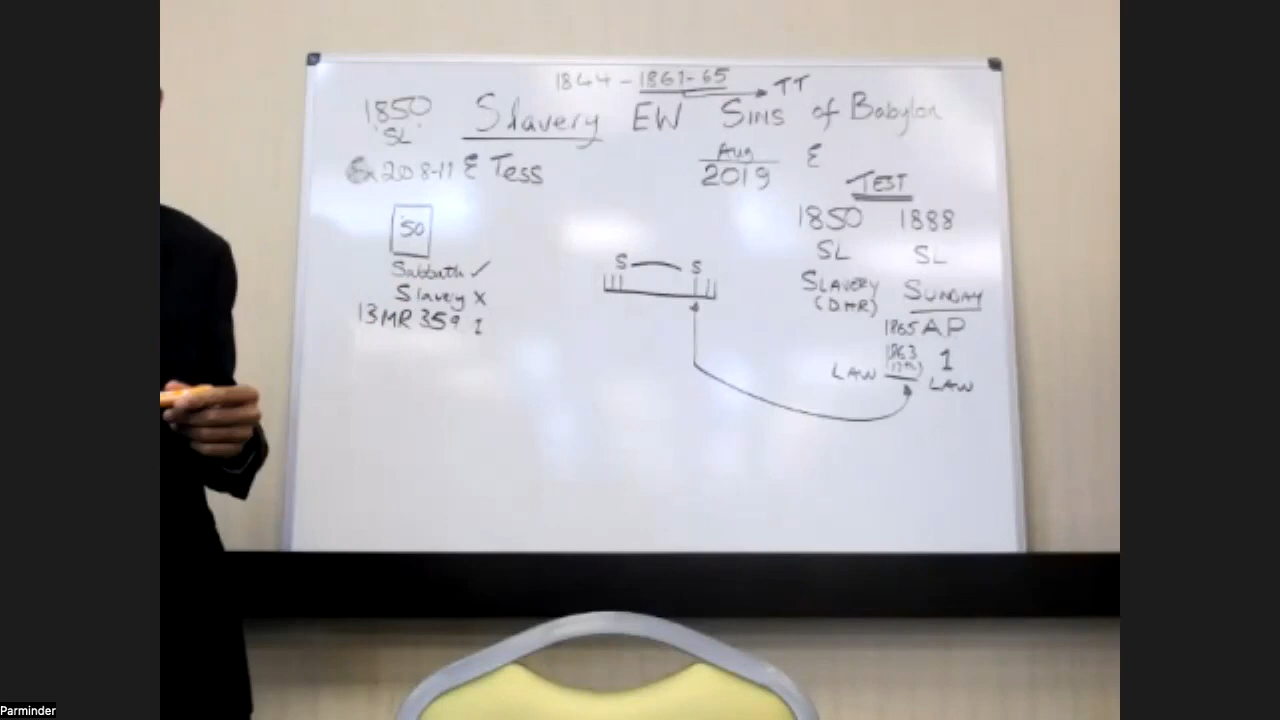 1844 - 1861-65 → TT
1850 Slavery EW Sins of Babylon
'SL'
Ex 20 8-11 & Tess
Aug &
2019
TEST
1850 1888
SL SL
SLAVERY SUNDAY
(DHR)
1865 AP
1863 1
(13th)
LAW LAW
'50
Sabbath ✓
Slavery X
13MR 359 1
S S
Parminder